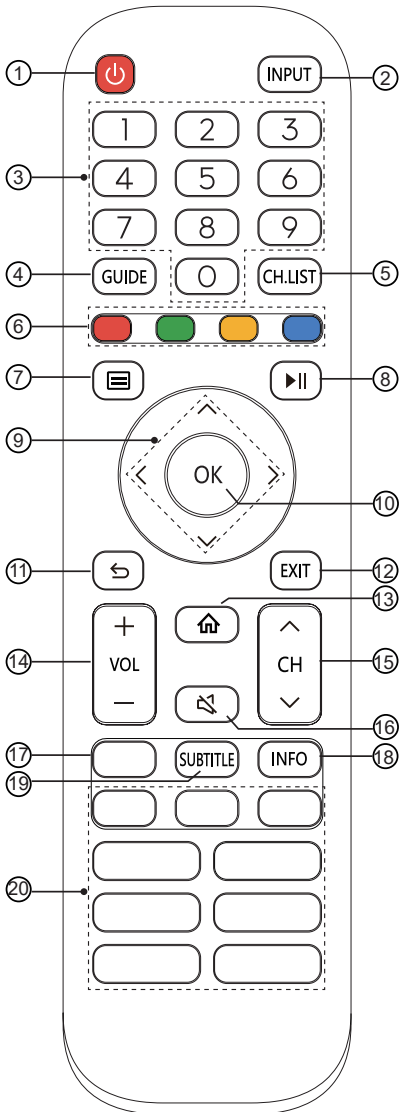 ① ②
INPUT
1 2 3
③ 4 5 6
7 8 9
④ GUIDE 0 CH.LIST ⑤
⑥
⑦ ⑧
⑨
OK
⑩
⑪ EXIT ⑫
⑬
+
⑭ VOL CH ⑮
−
⑯
⑰ SUBTITLE INFO ⑱
⑲
⑳